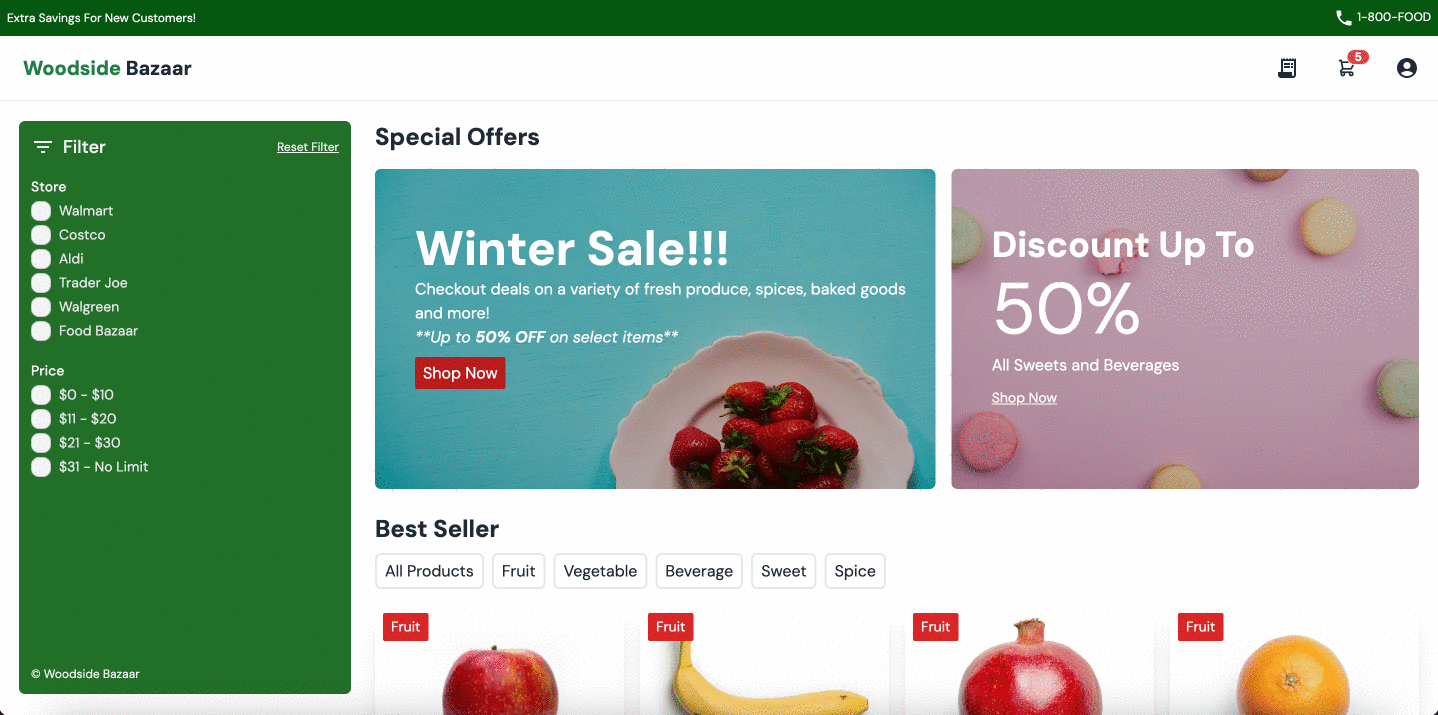 Extra Savings For New Customers!
1-800-FOOD
Woodside Bazaar
5
Filter
Reset Filter
Store
Walmart
Costco
Aldi
Trader Joe
Walgreen
Food Bazaar
Price
$0 - $10
$11 - $20
$21 - $30
$31 - No Limit
© Woodside Bazaar
Special Offers
Winter Sale!!!
Checkout deals on a variety of fresh produce, spices, baked goods
and more!
**Up to 50% OFF on select items**
Shop Now
Discount Up To
50%
All Sweets and Beverages
Shop Now
Best Seller
All Products
Fruit
Vegetable
Beverage
Sweet
Spice
Fruit
Fruit
Fruit
Fruit